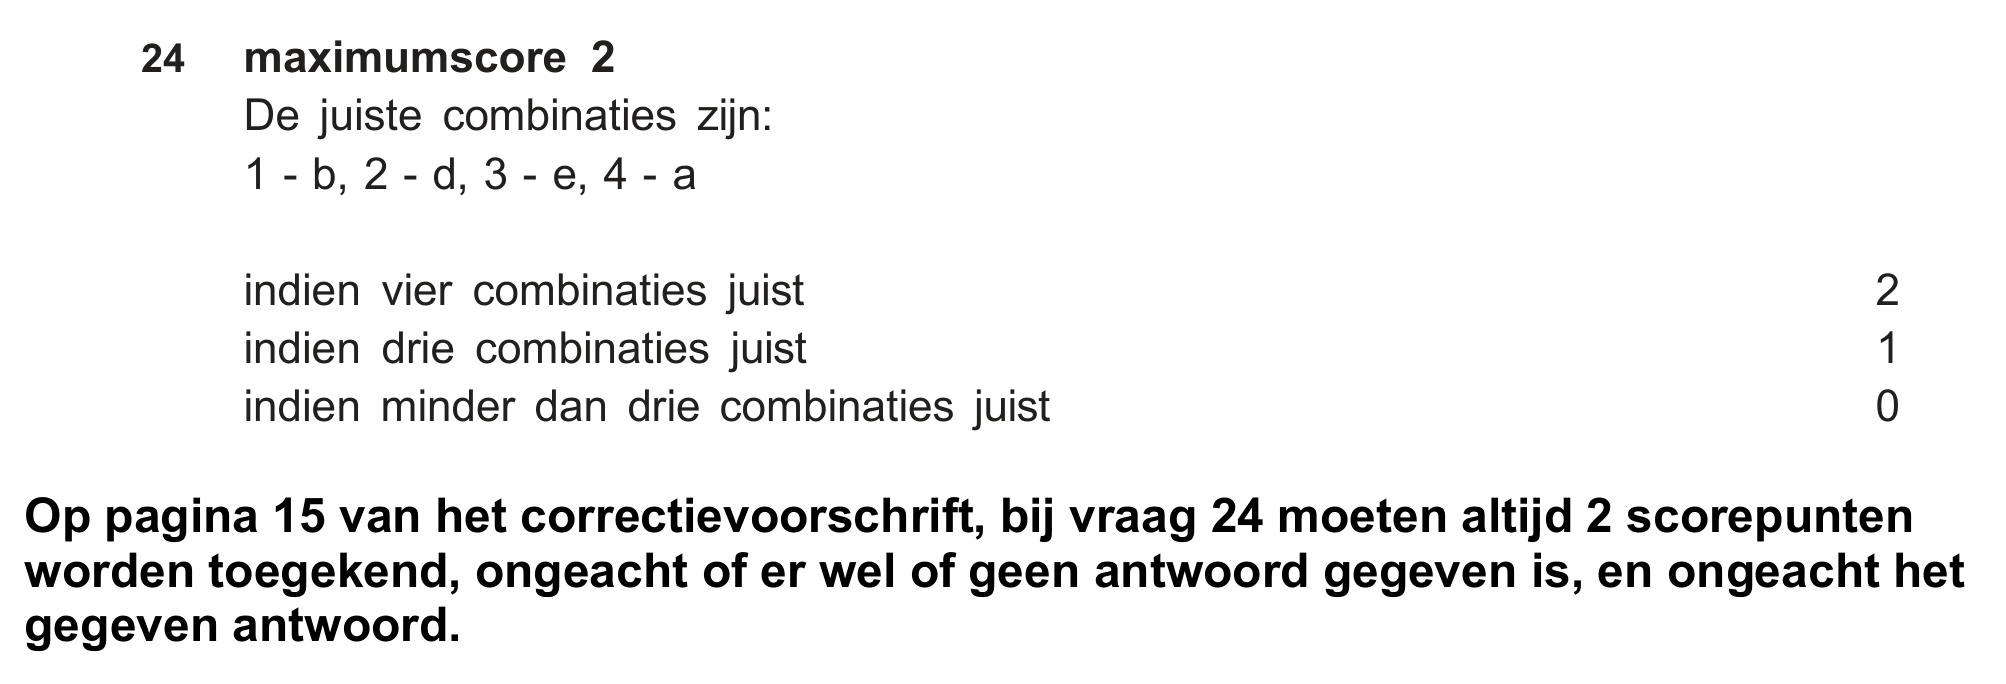 24 maximumscore 2
De juiste combinaties zijn:
1 - b, 2 - d, 3 - e, 4 - a
indien vier combinaties juist 2
indien drie combinaties juist 1
indien minder dan drie combinaties juist 0
Op pagina 15 van het correctievoorschrift, bij vraag 24 moeten altijd 2 scorepunten
worden toegekend, ongeacht of er wel of geen antwoord gegeven is, en ongeacht het
gegeven antwoord.